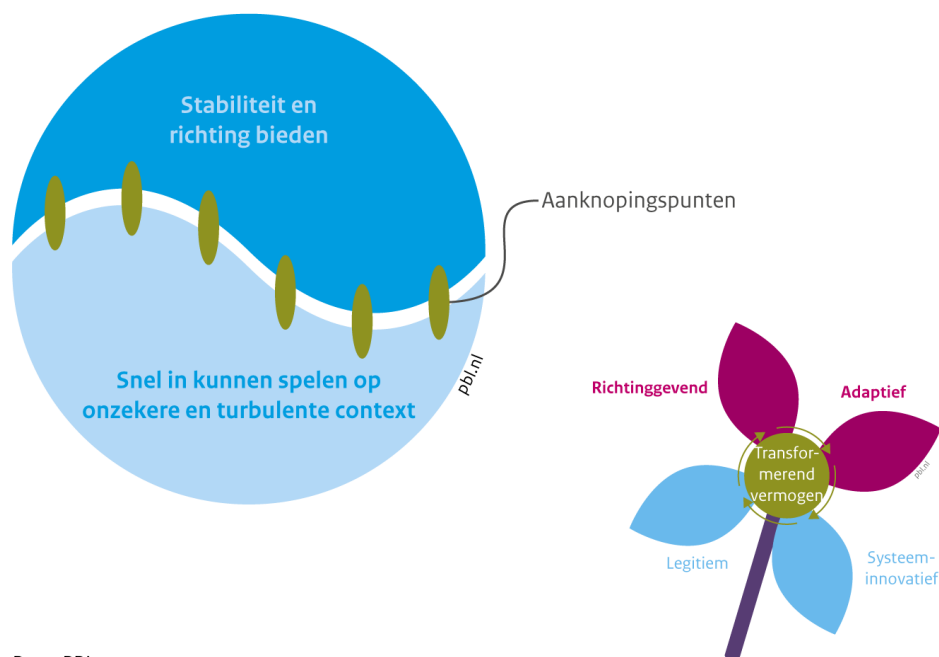 Stabiliteit en
richting bieden
Aanknopingspunten
Snel in kunnen spelen op
onzekere en turbulente context
pbl.nl
Richtinggevend
Adaptief
Transfor-
merend
vermogen
pbl.nl
Legitiem
Systeem-
innovatief